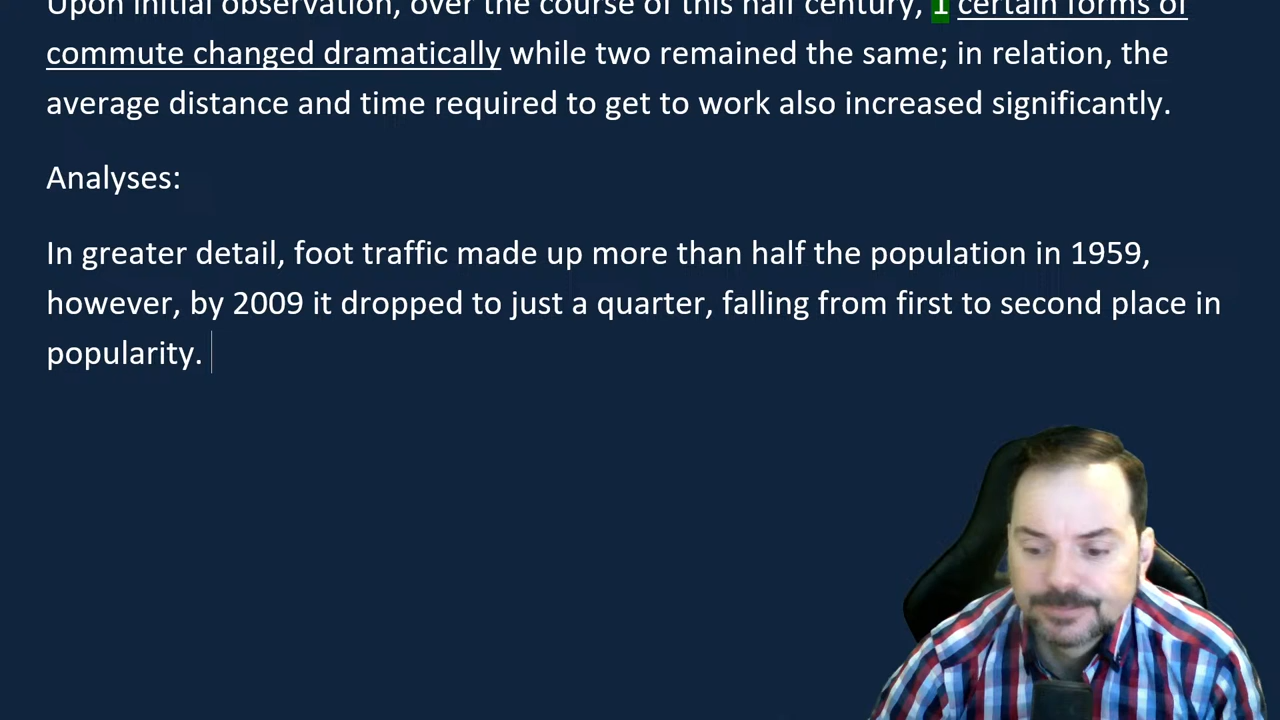 Upon initial observation, over the course of this half century, 1 certain forms of
commute changed dramatically while two remained the same; in relation, the
average distance and time required to get to work also increased significantly.
Analyses:
In greater detail, foot traffic made up more than half the population in 1959,
however, by 2009 it dropped to just a quarter, falling from first to second place in
popularity.